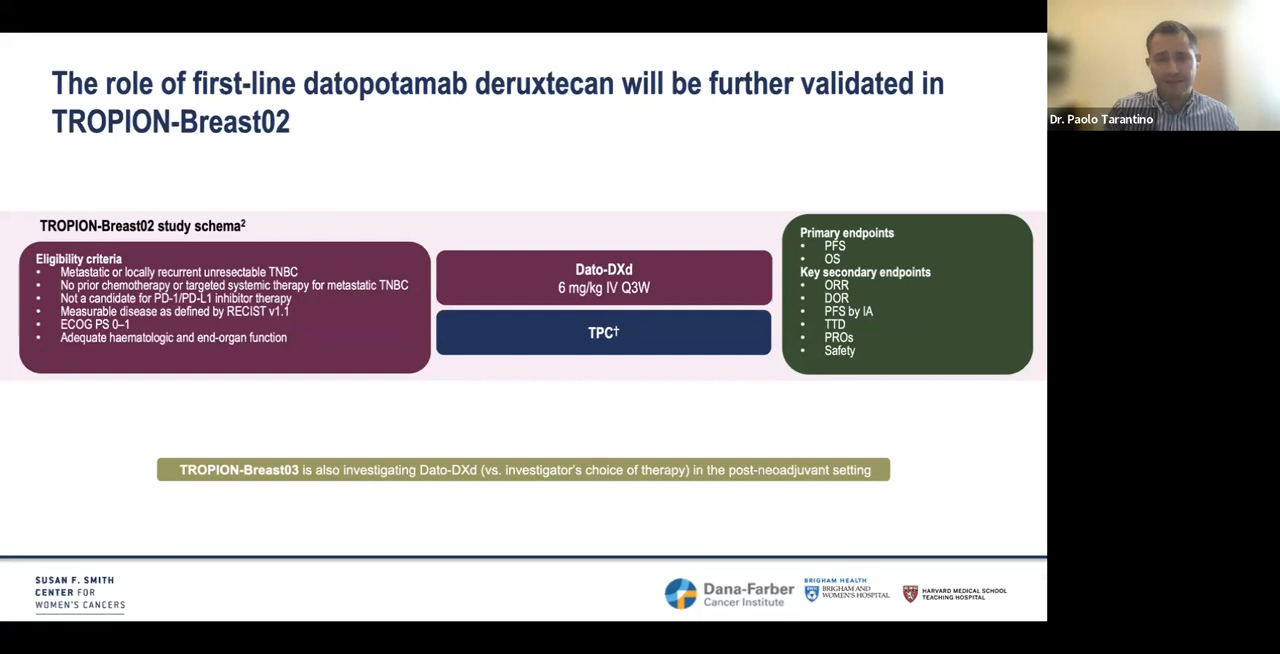 The role of first-line datopotamab deruxtecan will be further validated in
TROPION-Breast02
Dr. Paolo Tarantino
TROPION-Breast02 study schema²
Eligibility criteria
• Metastatic or locally recurrent unresectable TNBC
• No prior chemotherapy or targeted systemic therapy for metastatic TNBC
• Not a candidate for PD-1/PD-L1 inhibitor therapy
• Measurable disease as defined by RECIST v1.1
• ECOG PS 0–1
• Adequate haematologic and end-organ function
Dato-DXd
6 mg/kg IV Q3W
TPC†
Primary endpoints
• PFS
• OS
Key secondary endpoints
• ORR
• DOR
• PFS by IA
• TTD
• PROs
• Safety
TROPION-Breast03 is also investigating Dato-DXd (vs. investigator's choice of therapy) in the post-neoadjuvant setting
SUSAN F. SMITH
CENTER FOR
WOMEN'S CANCERS
Dana-Farber
Cancer Institute
BRIGHAM HEALTH
BRIGHAM AND
WOMEN'S HOSPITAL
HARVARD MEDICAL SCHOOL
TEACHING HOSPITAL